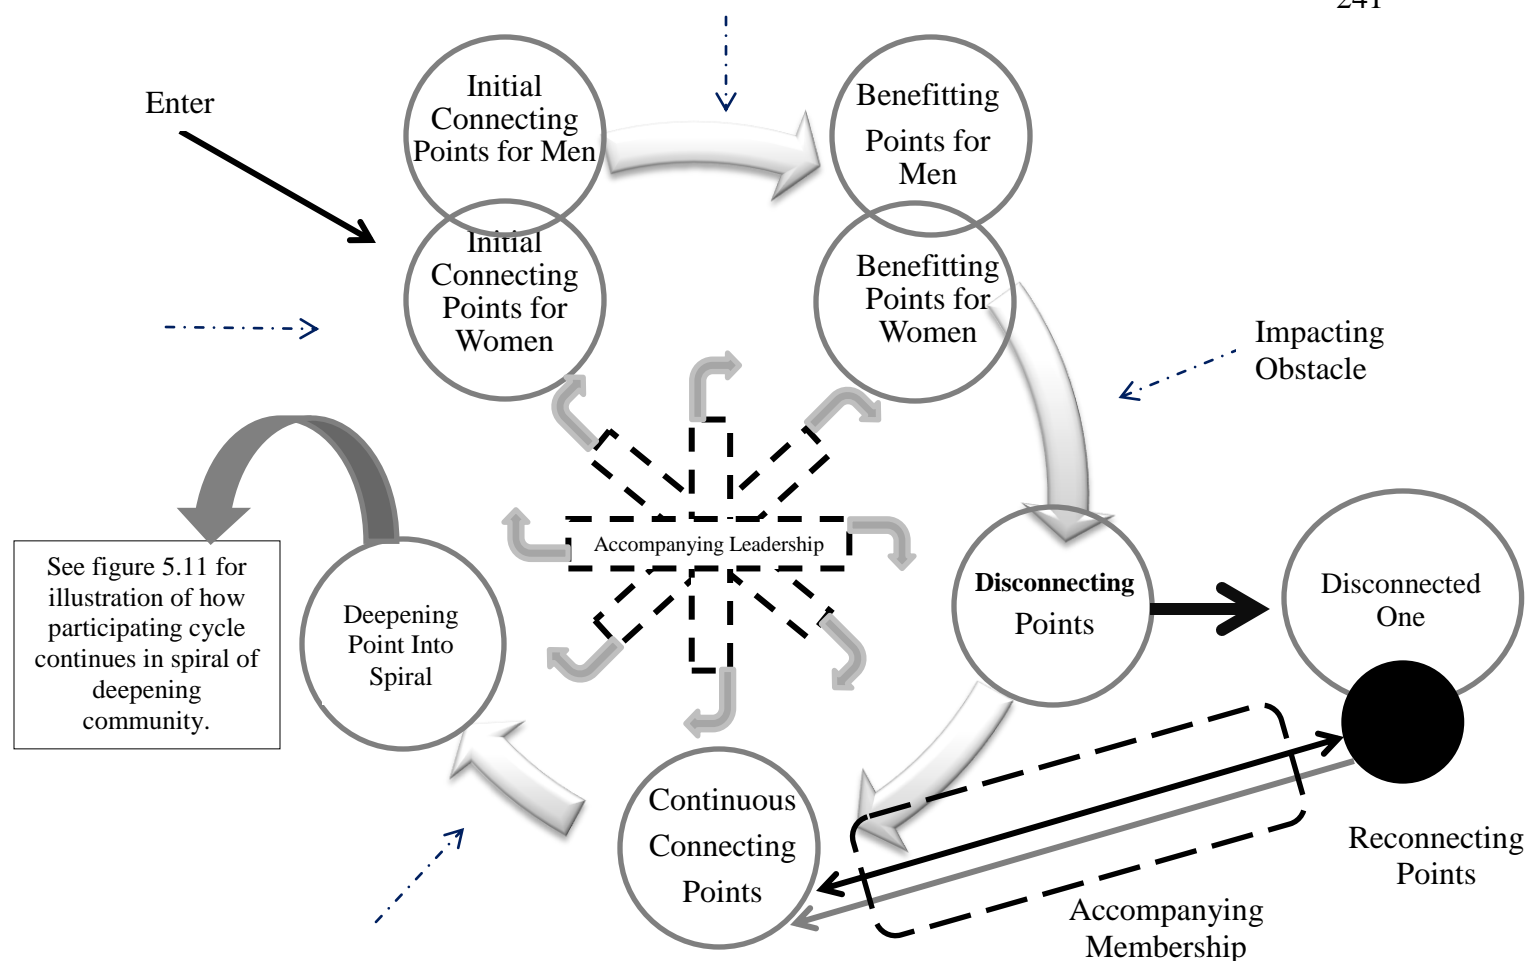 241
Enter
Initial
Connecting
Points for Men
Benefitting
Points for
Men
Initial
Connecting
Points for
Women
Benefitting
Points for
Women
Impacting
Obstacle
Accompanying Leadership
See figure 5.11 for
illustration of how
participating cycle
continues in spiral of
deepening
community.
Deepening
Point Into
Spiral
Disconnecting
Points
Disconnected
One
Continuous
Connecting
Points
Reconnecting
Points
Accompanying
Membership